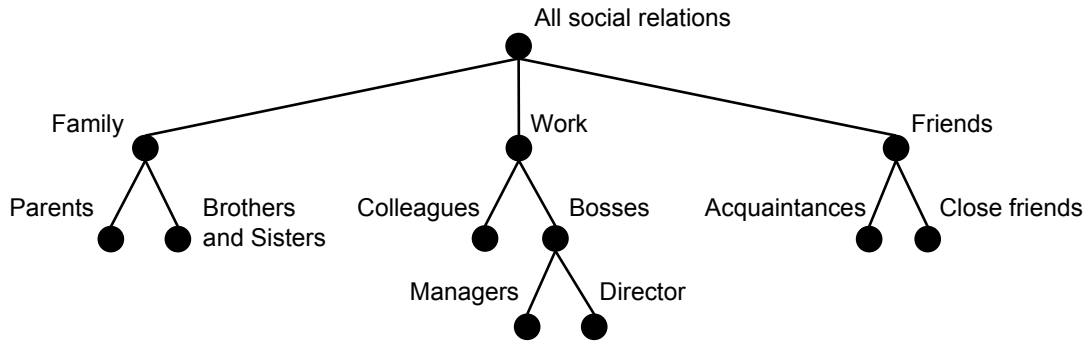 All social relations
Family
Work
Friends
Parents
Brothers
and Sisters
Colleagues
Bosses
Acquaintances
Close friends
Managers
Director